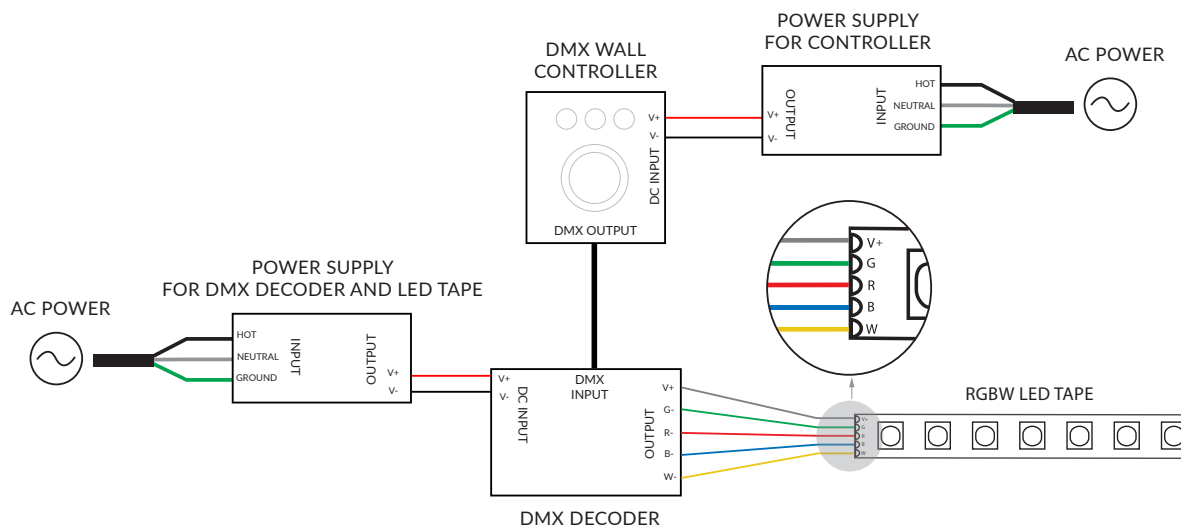 POWER SUPPLY
FOR CONTROLLER
AC POWER
DMX WALL
CONTROLLER
V+
V-
DC INPUT
DMX OUTPUT
V+
V-
OUTPUT
INPUT
HOT
NEUTRAL
GROUND
V+
G
R
B
W
POWER SUPPLY
FOR DMX DECODER AND LED TAPE
AC POWER
HOT
NEUTRAL
GROUND
INPUT
OUTPUT
V+
V-
V+
V-
DC INPUT
DMX
INPUT
OUTPUT
V+
G-
R-
B-
W-
DMX DECODER
RGBW LED TAPE
V+
G
R
B
W